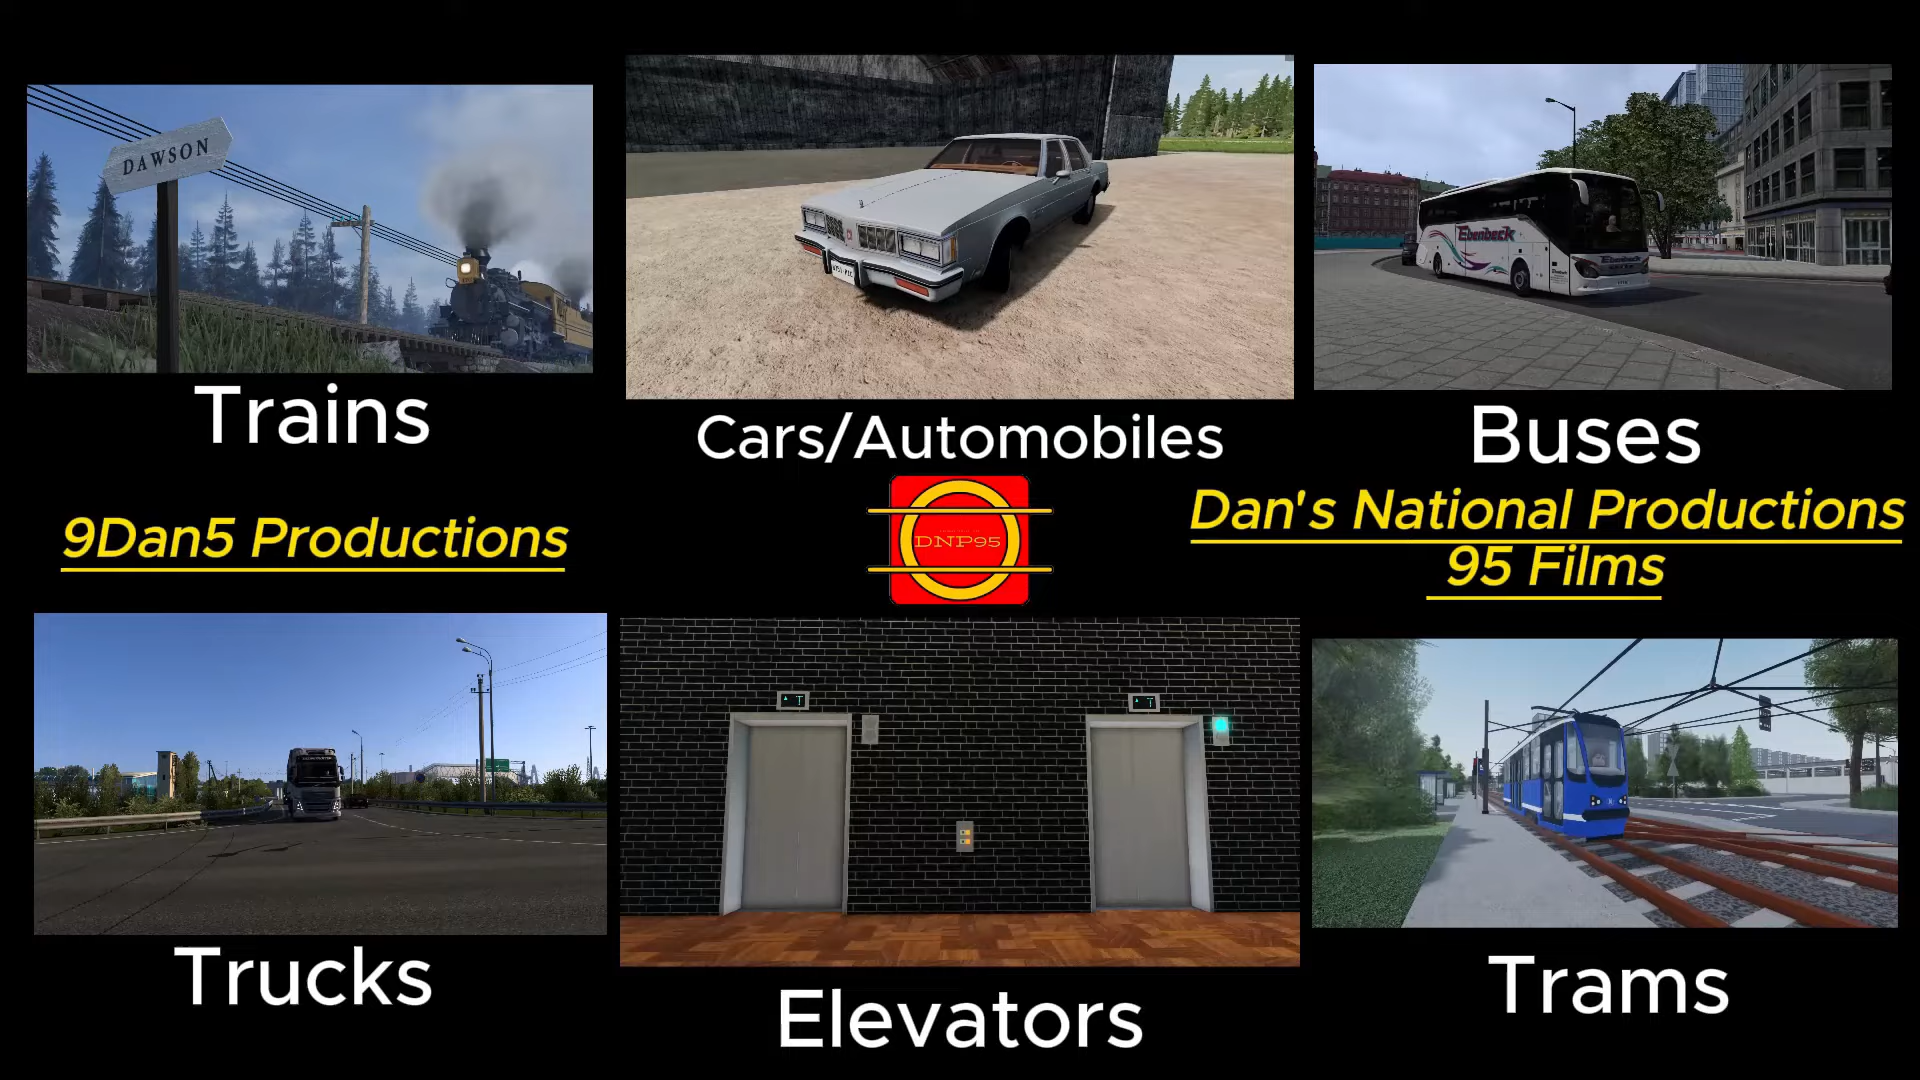 DAWSON
Ebenbeck
Trains
Cars/Automobiles
Buses
9Dan5 Productions
DNP95
Dan's National Productions
95 Films
T
T
Trucks
Elevators
Trams